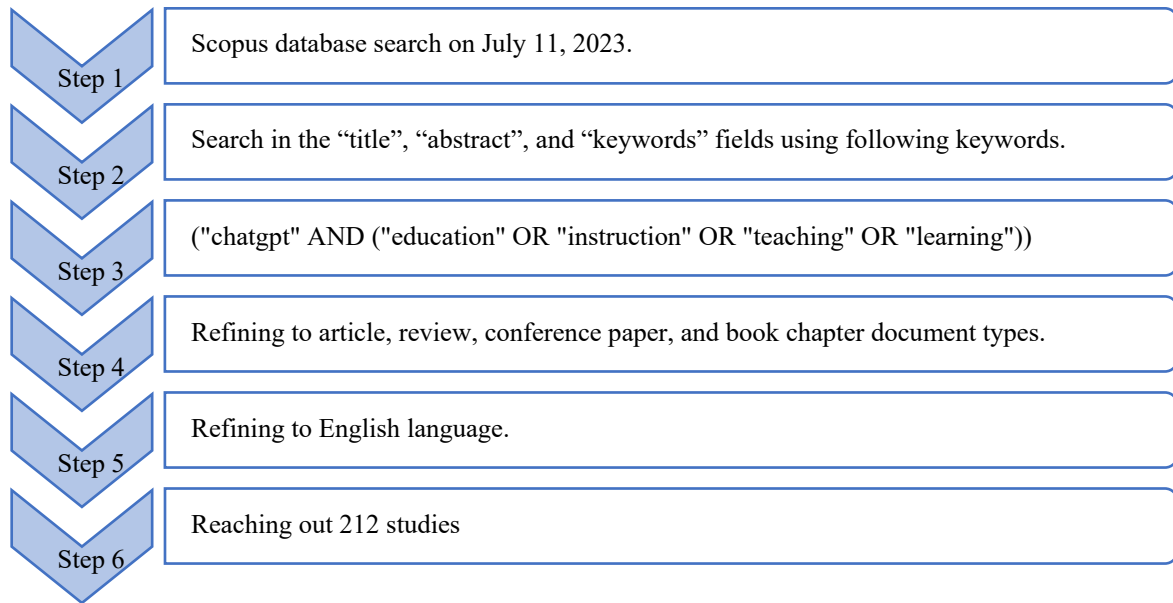 Step 1
Scopus database search on July 11, 2023.
Step 2
Search in the “title”, “abstract”, and “keywords” fields using following keywords.
Step 3
("chatgpt" AND ("education" OR "instruction" OR "teaching" OR "learning"))
Step 4
Refining to article, review, conference paper, and book chapter document types.
Step 5
Refining to English language.
Step 6
Reaching out 212 studies